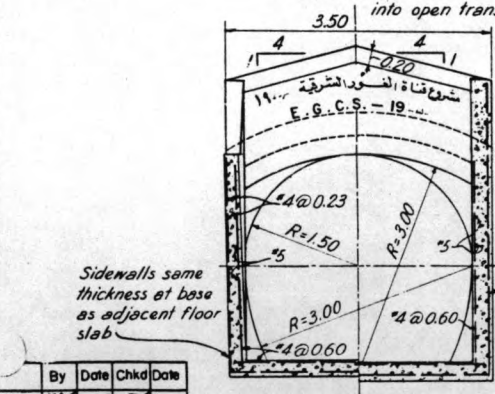 into open tran
3.50
4
4
1
1
0.20
مشروع قناة الغور الشرقية ١٩
E.G.C.S. - 19
#4@0.23
R=1.50
R=3.00
#5
#5
Sidewalls same
thickness at base
as adjacent floor
slab
R=3.00
#4@0.60
#4@0.60
By Date Chkd Date